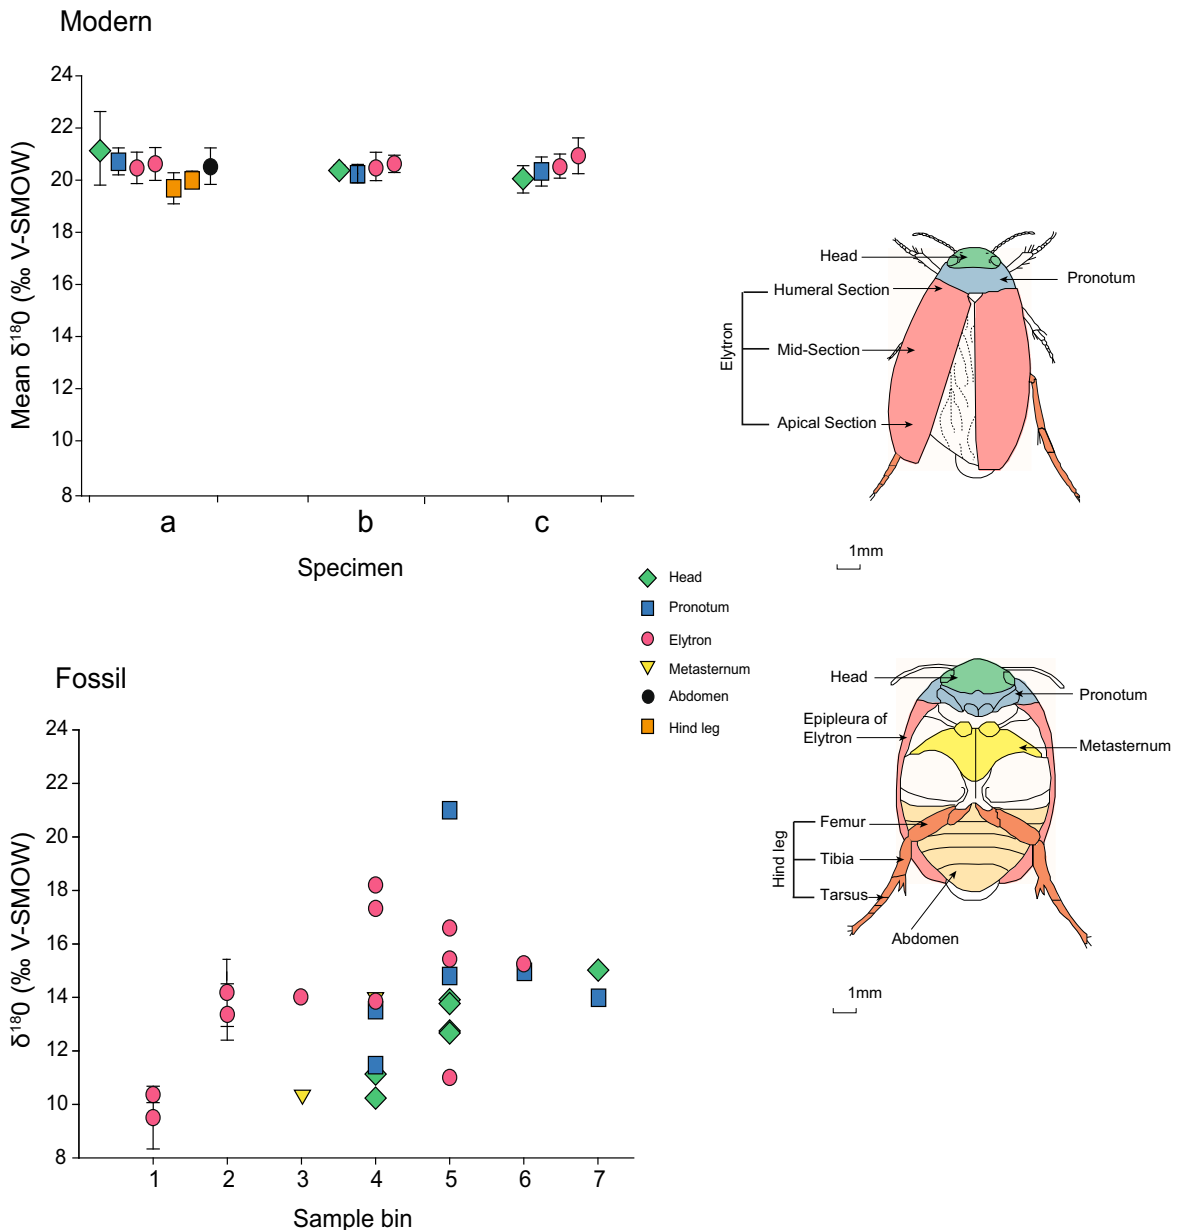 Modern
24
22
20
18
16
14
12
10
8
Mean δ¹⁸0 (‰ V-SMOW)
a
b
c
Specimen
Head
Pronotum
Humeral Section
Elytron
Mid-Section
Apical Section
1mm
Head
Pronotum
Elytron
Metasternum
Abdomen
Hind leg
Fossil
24
22
20
18
16
14
12
10
8
δ¹⁸0 (‰ V-SMOW)
1
2
3
4
5
6
7
Sample bin
Head
Pronotum
Epipleura of
Elytron
Metasternum
Femur
Hind leg
Tibia
Tarsus
Abdomen
1mm